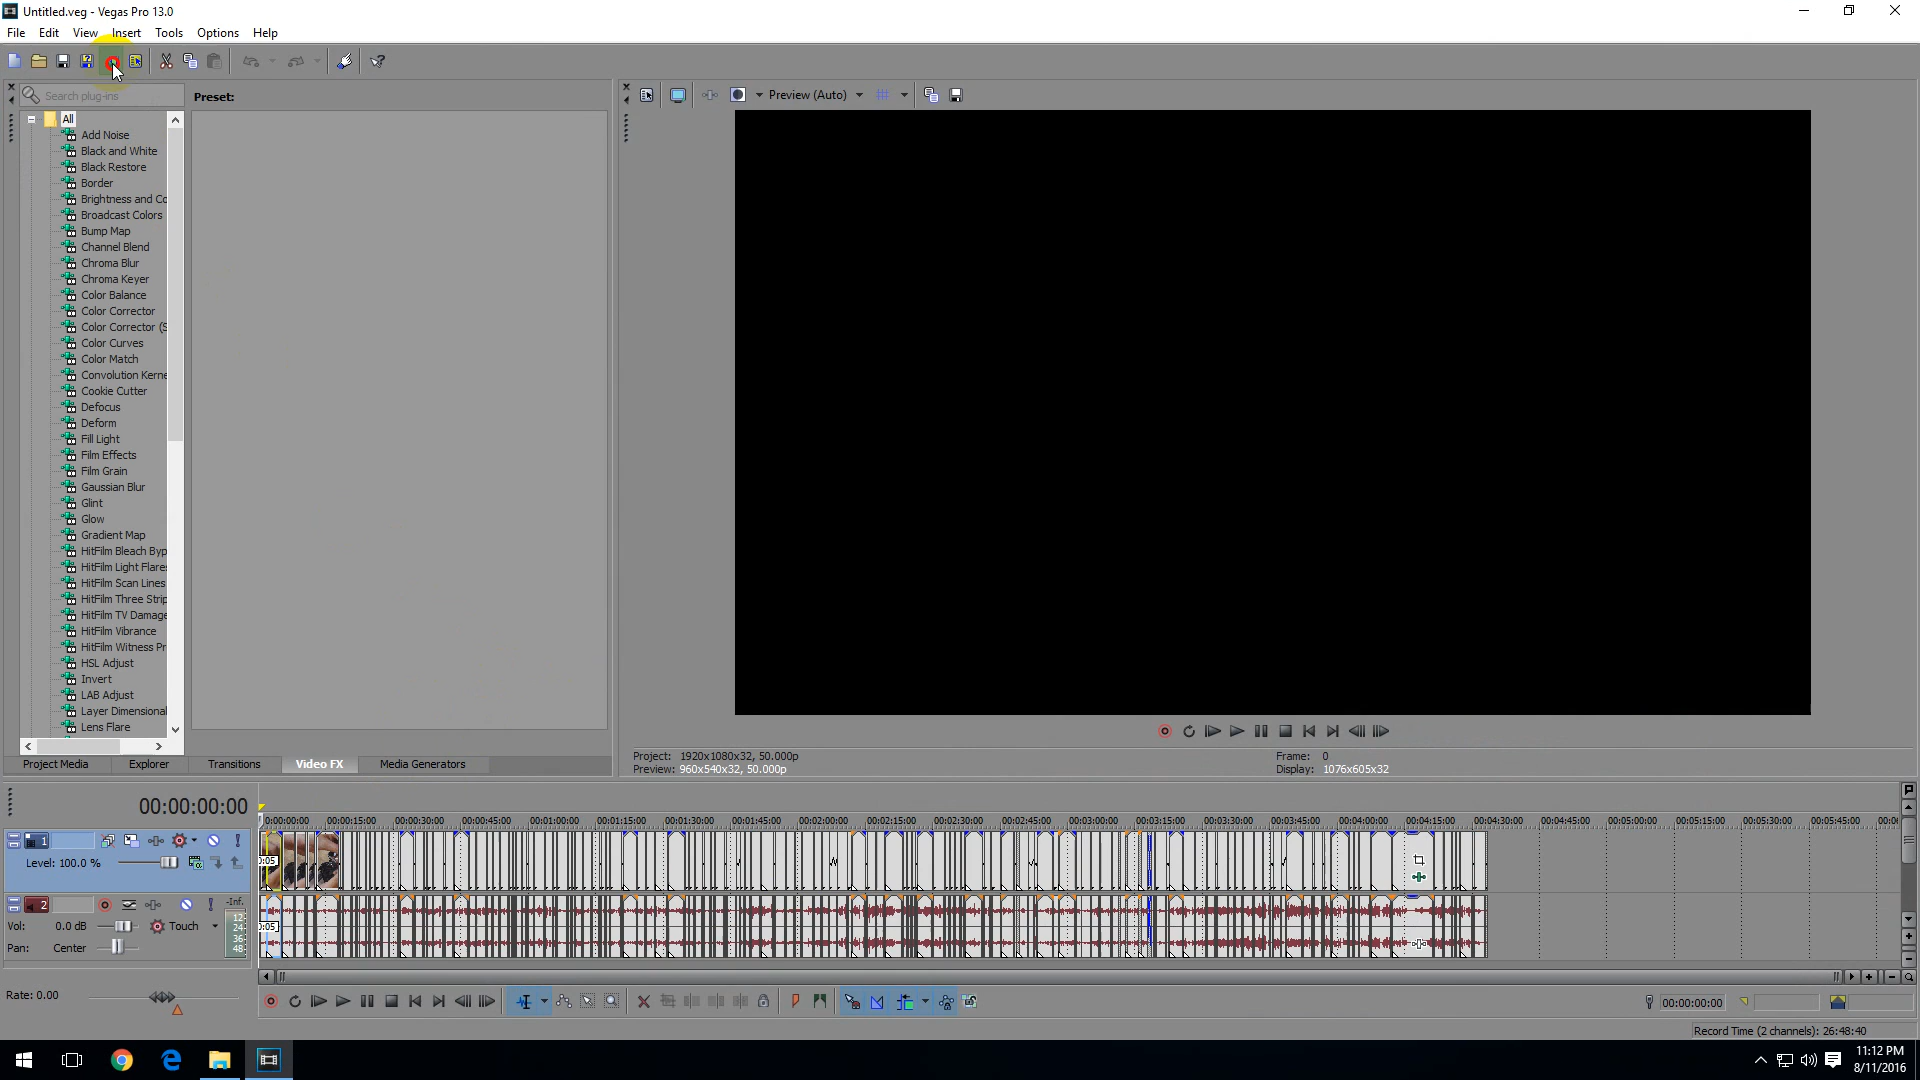 Untitled.veg - Vegas Pro 13.0
File Edit View Insert Tools Options Help
Search plug-ins
Preset:
Preview (Auto)
All
Add Noise
Black and White
Black Restore
Border
Brightness and Co
Broadcast Colors
Bump Map
Channel Blend
Chroma Blur
Chroma Keyer
Color Balance
Color Corrector
Color Corrector (S
Color Curves
Color Match
Convolution Kerne
Cookie Cutter
Defocus
Deform
Fill Light
Film Effects
Film Grain
Gaussian Blur
Glint
Glow
Gradient Map
HitFilm Bleach Byp
HitFilm Light Flares
HitFilm Scan Lines
HitFilm Three Strip
HitFilm TV Damage
HitFilm Vibrance
HitFilm Witness Pr
HSL Adjust
Invert
LAB Adjust
Layer Dimensional
Lens Flare
Project Media Explorer Transitions Video FX Media Generators
Project: 1920x1080x32, 50.000p
Preview: 960x540x32, 50.000p
Frame: 0
Display: 1076x605x32
00:00:00:00
0:00:00:00 00:00:15:00 00:00:30:00 00:00:45:00 00:01:00:00 00:01:15:00 00:01:30:00 00:01:45:00 00:02:00:00 00:02:15:00 00:02:30:00 00:02:45:00 00:03:00:00 00:03:15:00 00:03:30:00 00:03:45:00 00:04:00:00 00:04:15:00 00:04:30:00 00:04:45:00 00:05:00:00 00:05:15:00 00:05:30:00 00:05:45:00 00:0
1
Level: 100.0 %
0:05
2
-Inf.
12
24
36
48
Vol: 0.0 dB Touch
Pan: Center
0:05
Rate: 0.00
00:00:00:00
Record Time (2 channels): 26:48:40
11:12 PM
8/11/2016